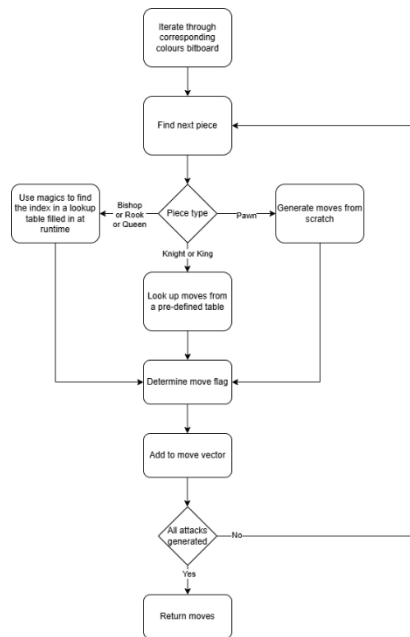 Iterate through
corresponding
colours bitboard
Find next piece
Use magics to find
the index in a lookup
table filled in at
runtime
Bishop
or Rook
or Queen
Piece type
Pawn
Generate moves from
scratch
Knight or King
Look up moves from
a pre-defined table
Determine move flag
Add to move vector
All attacks
generated
No
Yes
Return moves